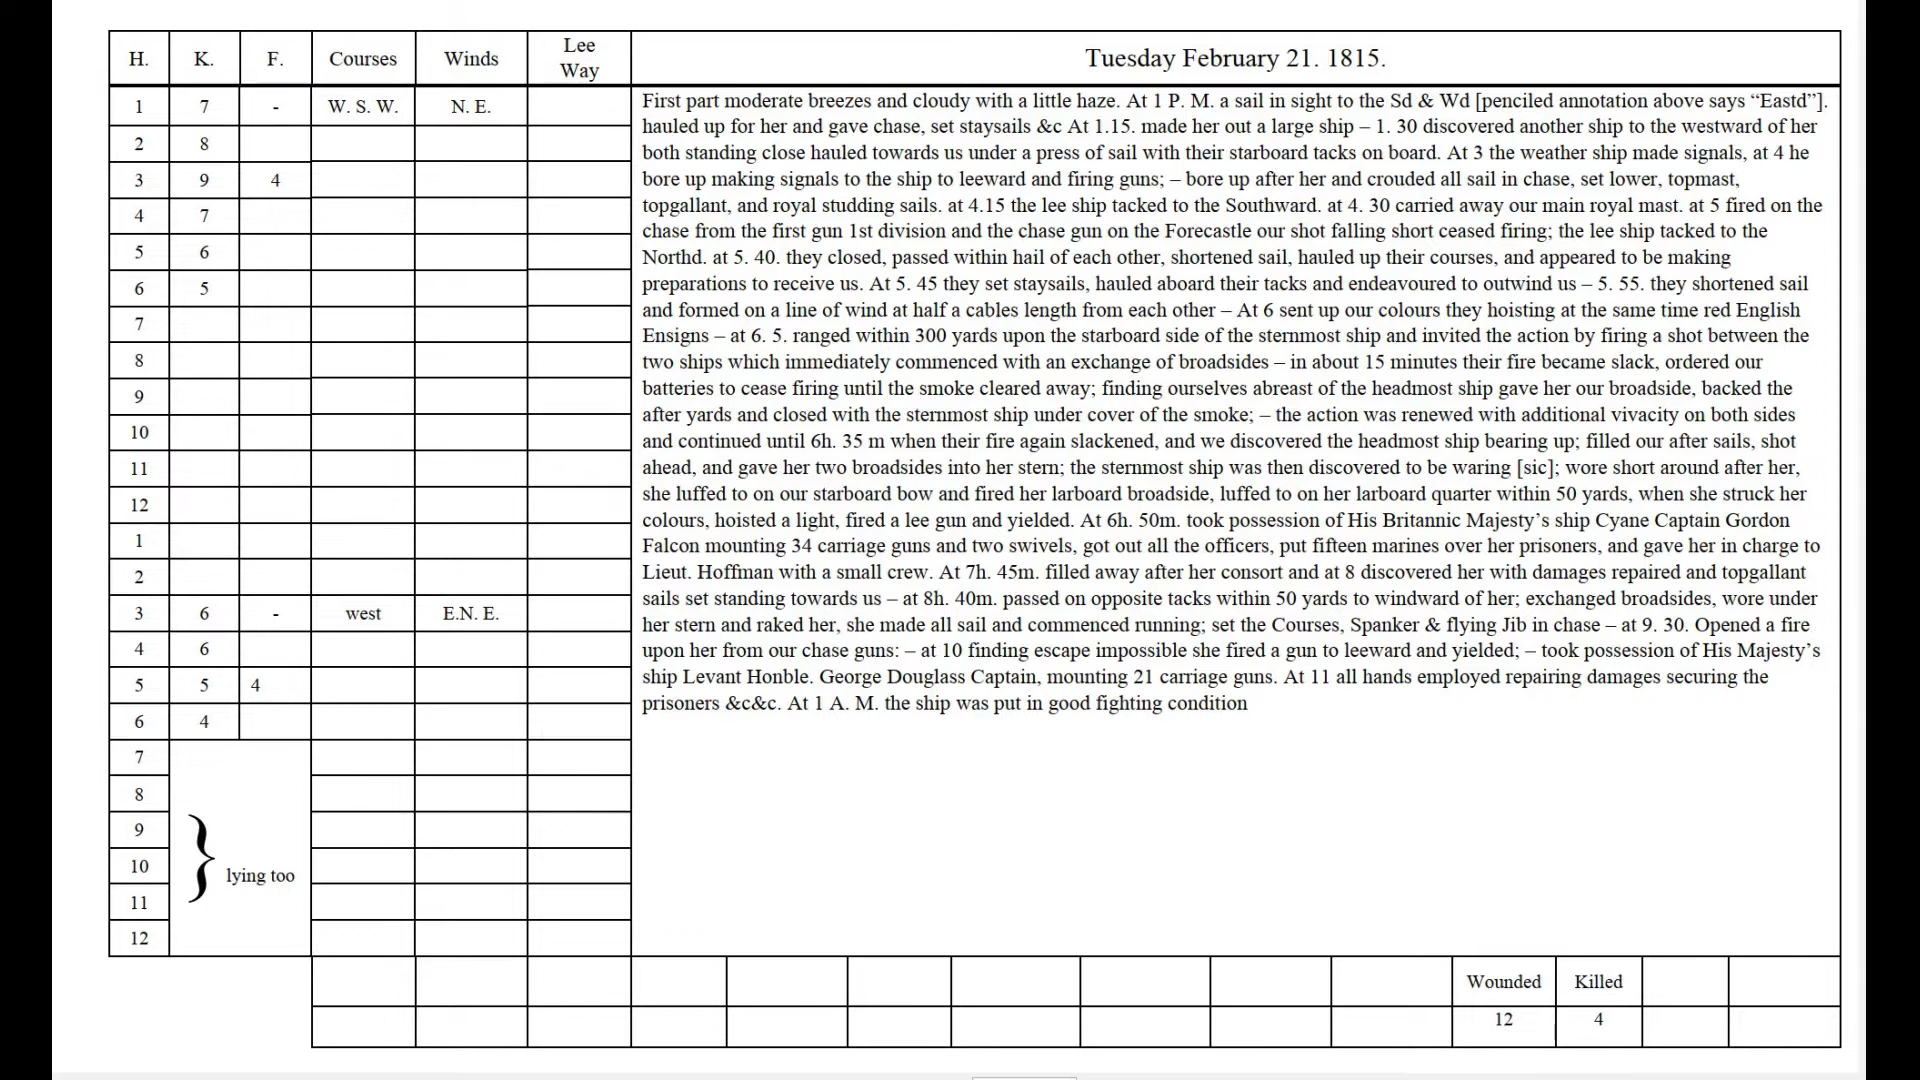 H. K. F. Courses Winds Lee Way Tuesday February 21. 1815.
1 7 - W. S. W. N. E.
2 8
3 9 4
4 7
5 6
6 5
7
8
9
10
11
12
1
2
3 6 - west E.N. E.
4 6
5 5 4
6 4
7
8
9
10
11
12
} lying too
First part moderate breezes and cloudy with a little haze. At 1 P. M. a sail in sight to the Sd & Wd [penciled annotation above says “Eastd”].
hauled up for her and gave chase, set staysails &c At 1.15. made her out a large ship – 1. 30 discovered another ship to the westward of her
both standing close hauled towards us under a press of sail with their starboard tacks on board. At 3 the weather ship made signals, at 4 he
bore up making signals to the ship to leeward and firing guns; – bore up after her and crouded all sail in chase, set lower, topmast,
topgallant, and royal studding sails. at 4.15 the lee ship tacked to the Southward. at 4. 30 carried away our main royal mast. at 5 fired on the
chase from the first gun 1st division and the chase gun on the Forecastle our shot falling short ceased firing; the lee ship tacked to the
Northd. at 5. 40. they closed, passed within hail of each other, shortened sail, hauled up their courses, and appeared to be making
preparations to receive us. At 5. 45 they set staysails, hauled aboard their tacks and endeavoured to outwind us – 5. 55. they shortened sail
and formed on a line of wind at half a cables length from each other – At 6 sent up our colours they hoisting at the same time red English
Ensigns – at 6. 5. ranged within 300 yards upon the starboard side of the sternmost ship and invited the action by firing a shot between the
two ships which immediately commenced with an exchange of broadsides – in about 15 minutes their fire became slack, ordered our
batteries to cease firing until the smoke cleared away; finding ourselves abreast of the headmost ship gave her our broadside, backed the
after yards and closed with the sternmost ship under cover of the smoke; – the action was renewed with additional vivacity on both sides
and continued until 6h. 35 m when their fire again slackened, and we discovered the headmost ship bearing up; filled our after sails, shot
ahead, and gave her two broadsides into her stern; the sternmost ship was then discovered to be waring [sic]; wore short around after her,
she luffed to on our starboard bow and fired her larboard broadside, luffed to on her larboard quarter within 50 yards, when she struck her
colours, hoisted a light, fired a lee gun and yielded. At 6h. 50m. took possession of His Britannic Majesty’s ship Cyane Captain Gordon
Falcon mounting 34 carriage guns and two swivels, got out all the officers, put fifteen marines over her prisoners, and gave her in charge to
Lieut. Hoffman with a small crew. At 7h. 45m. filled away after her consort and at 8 discovered her with damages repaired and topgallant
sails set standing towards us – at 8h. 40m. passed on opposite tacks within 50 yards to windward of her; exchanged broadsides, wore under
her stern and raked her, she made all sail and commenced running; set the Courses, Spanker & flying Jib in chase – at 9. 30. Opened a fire
upon her from our chase guns: – at 10 finding escape impossible she fired a gun to leeward and yielded; – took possession of His Majesty’s
ship Levant Honble. George Douglass Captain, mounting 21 carriage guns. At 11 all hands employed repairing damages securing the
prisoners &c&c. At 1 A. M. the ship was put in good fighting condition
Wounded Killed
12 4